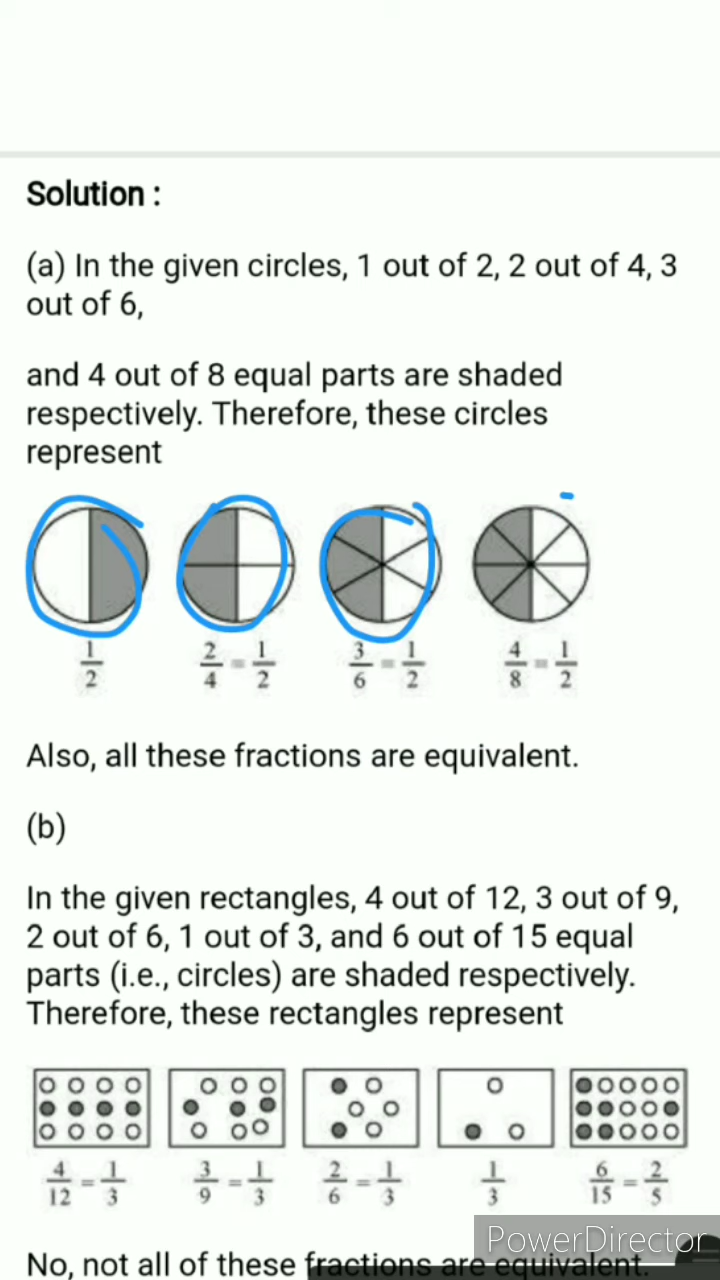 Solution :
(a) In the given circles, 1 out of 2, 2 out of 4, 3
out of 6,
and 4 out of 8 equal parts are shaded
respectively. Therefore, these circles
represent
1/2 2/4 = 1/2 3/6 = 1/2 4/8 = 1/2
Also, all these fractions are equivalent.
(b)
In the given rectangles, 4 out of 12, 3 out of 9,
2 out of 6, 1 out of 3, and 6 out of 15 equal
parts (i.e., circles) are shaded respectively.
Therefore, these rectangles represent
4/12 = 1/3 3/9 = 1/3 2/6 = 1/3 1/3 6/15 = 2/5
PowerDirector
No, not all of these fractions are equivalent.